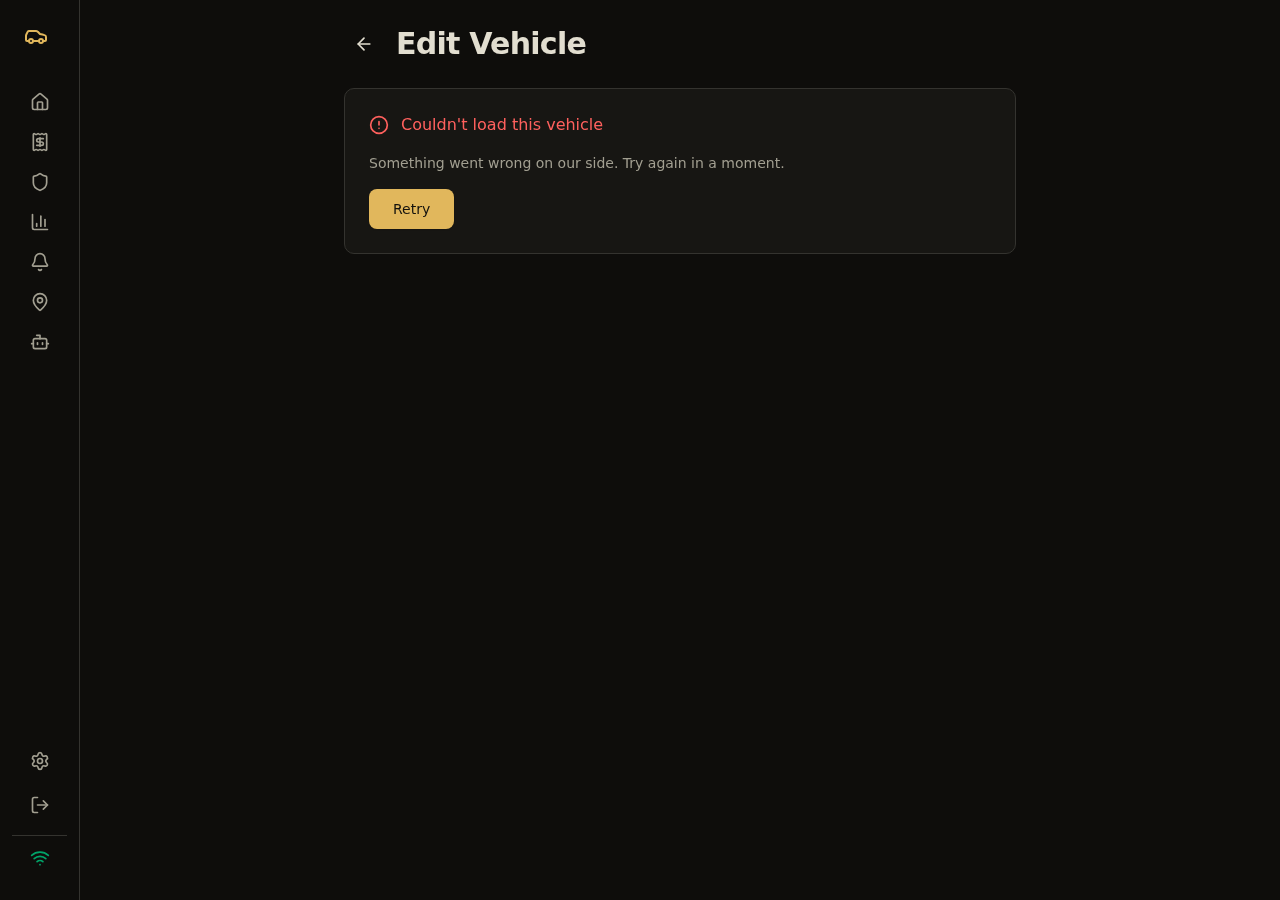 Edit Vehicle
Couldn't load this vehicle
Something went wrong on our side. Try again in a moment.
Retry